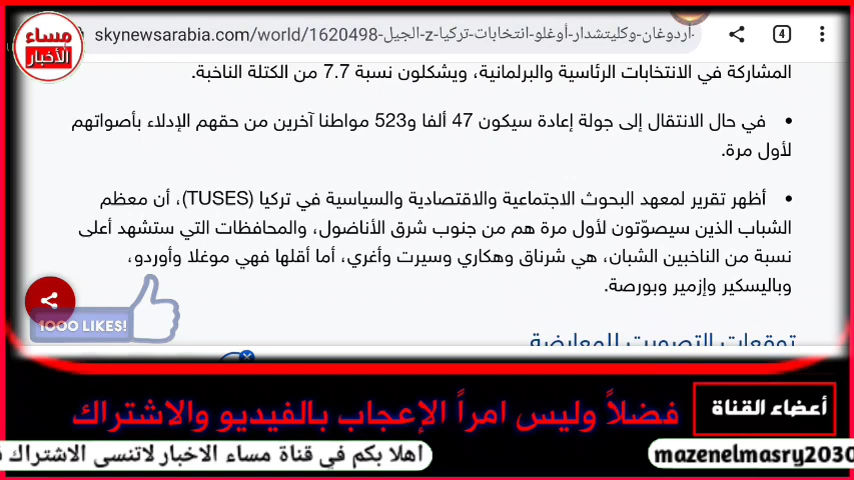 مساء
الأخبار
skynewsarabia.com/world/1620498-أردوغان-وكليتشدار-أوغلو-انتخابات-تركيا-z-الجيل
4
المشاركة في الانتخابات الرئاسية والبرلمانية، ويشكلون نسبة 7.7 من الكتلة الناخبة.
• في حال الانتقال إلى جولة إعادة سيكون 47 ألفا و523 مواطنا آخرين من حقهم الإدلاء بأصواتهم
لأول مرة.
• أظهر تقرير لمعهد البحوث الاجتماعية والاقتصادية والسياسية في تركيا (TUSES)، أن معظم
الشباب الذين سيصوّتون لأول مرة هم من جنوب شرق الأناضول، والمحافظات التي ستشهد أعلى
نسبة من الناخبين الشبان، هي شرناق وهكاري وسيرت وأغري، أما أقلها فهي موغلا وأوردو،
وباليسكير وإزمير وبورصة.
1000 LIKES!
توقعات التصويت للمعارضة
أعضاء القناة
فضلاً وليس امراً الإعجاب بالفيديو والاشتراك
اهلا بكم في قناة مساء الاخبار لاتنسى الاشتراك
mazenelmasry2030